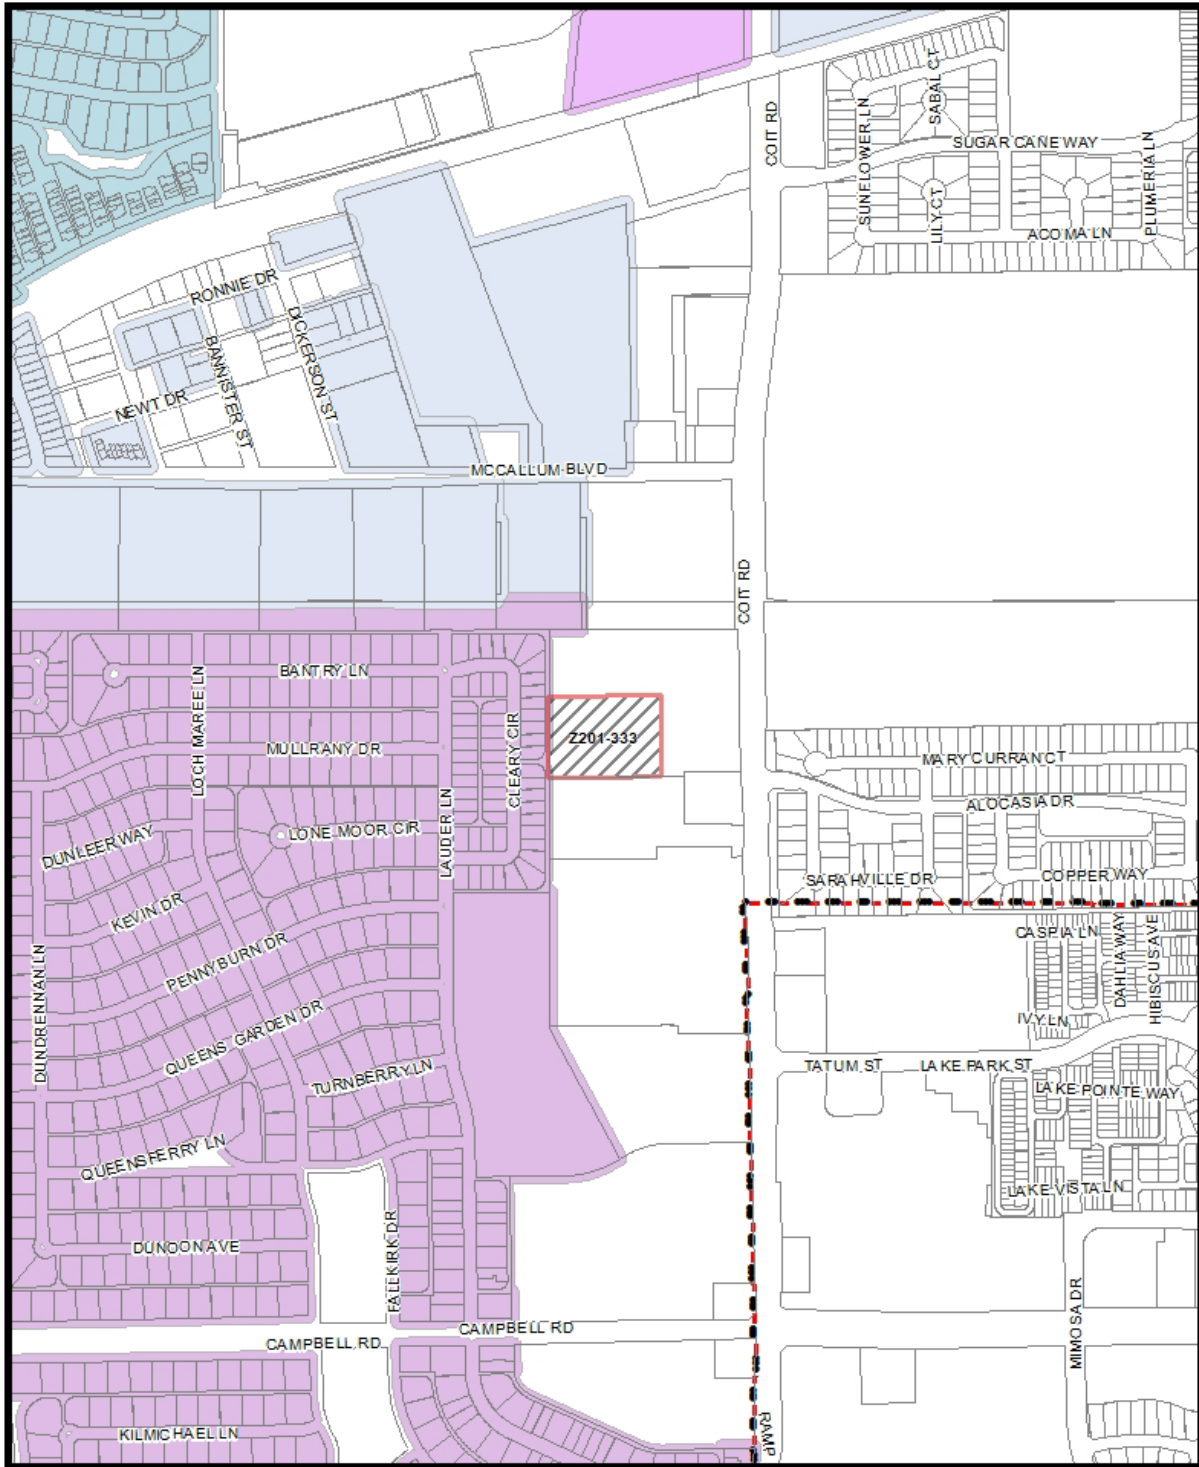 COIT RD
SUNFLOWER LN
SABAL CT
SUGAR CANE WAY
PLUMERIA LN
LILY CT
ACOMA LN
RONNIE DR
DICKERSON ST
BANNISTER ST
NEWT DR
MCCALLUM BLVD
COIT RD
BANTRY LN
LOCH MAREE LN
MULLRANY DR
CLEARY CIR
Z201-333
MARY CURRAN CT
ALOCASIA DR
LONE MOOR CIR
LAUDER LN
DUNLEER WAY
SARAHVILLE DR
COPPER WAY
KEVIN DR
CASPIA LN
DAHLIA WAY
HIBISCUS AVE
PENNYBURN DR
DUNDRENNAN LN
IVY LN
QUEENS GARDEN DR
TURNBERRY LN
TATUM ST
LAKE PARK ST
LAKE POINTE WAY
QUEENSFERRY LN
LAKE VISTA LN
DUNOON AVE
FALLKIRK DR
MIMOSA DR
CAMPBELL RD
CAMPBELL RD
KILMICHAEL LN
RAMP